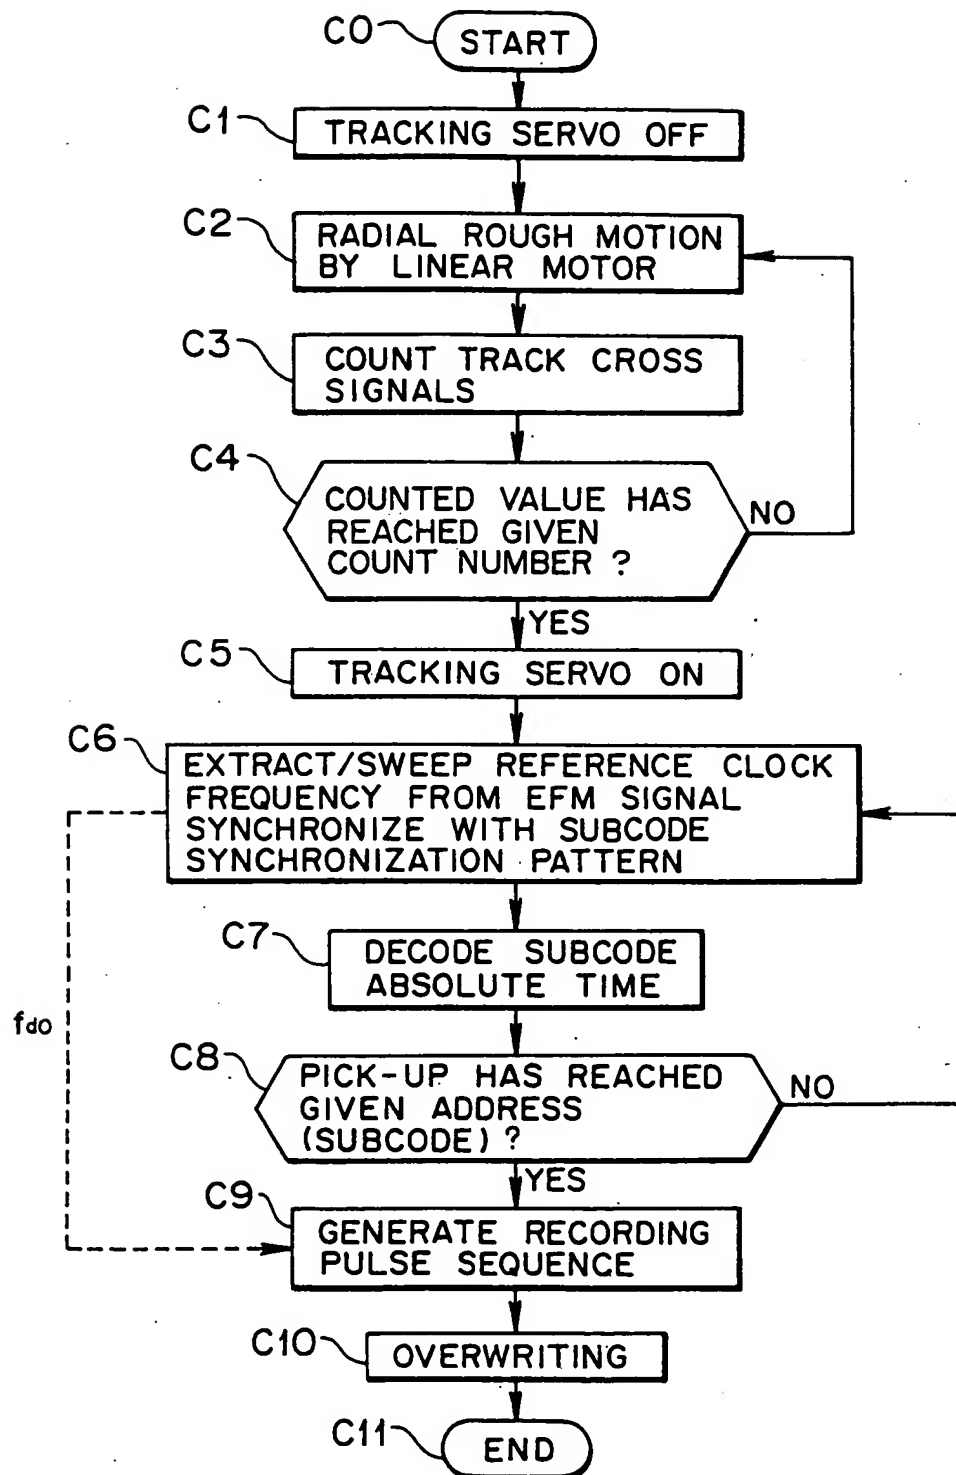 C0
START
C1
TRACKING SERVO OFF
C2
RADIAL ROUGH MOTION
BY LINEAR MOTOR
C3
COUNT TRACK CROSS
SIGNALS
C4
COUNTED VALUE HAS
REACHED GIVEN
COUNT NUMBER ?
NO
YES
C5
TRACKING SERVO ON
C6
EXTRACT/SWEEP REFERENCE CLOCK
FREQUENCY FROM EFM SIGNAL
SYNCHRONIZE WITH SUBCODE
SYNCHRONIZATION PATTERN
C7
DECODE SUBCODE
ABSOLUTE TIME
fdo
C8
PICK-UP HAS REACHED
GIVEN ADDRESS
(SUBCODE) ?
NO
YES
C9
GENERATE RECORDING
PULSE SEQUENCE
C10
OVERWRITING
C11
END